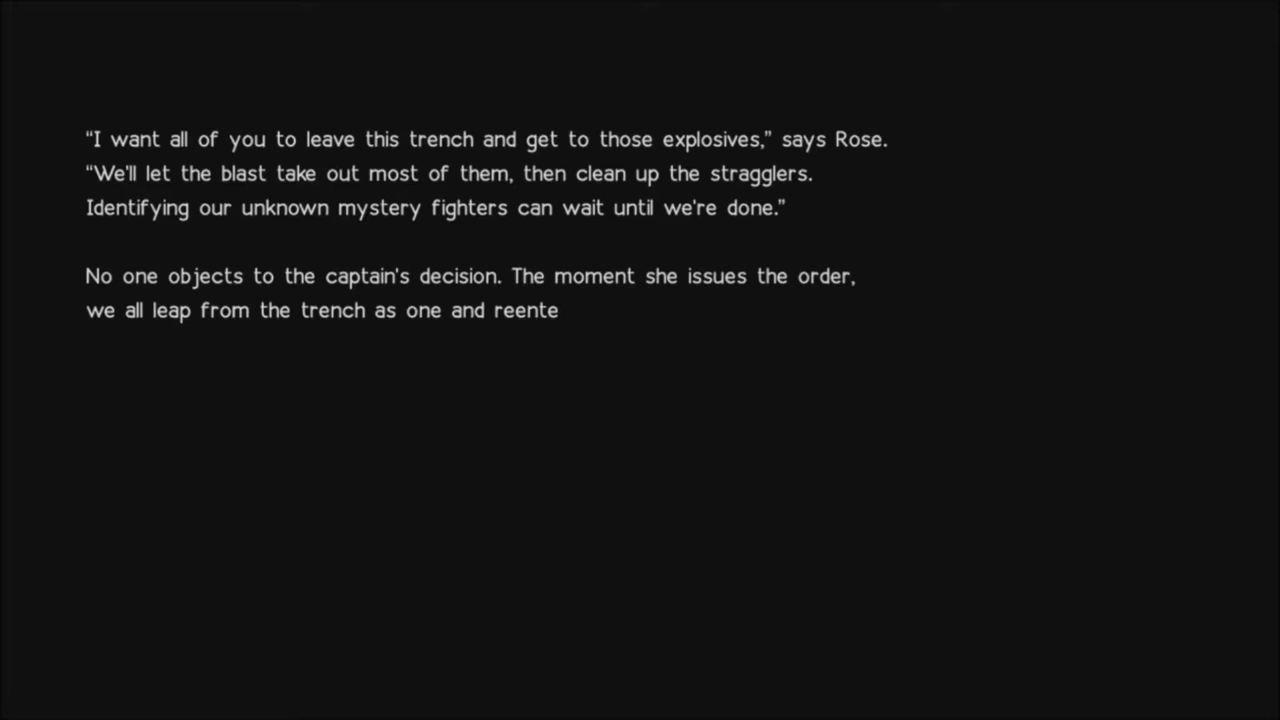 “I want all of you to leave this trench and get to those explosives,” says Rose.
“We'll let the blast take out most of them, then clean up the stragglers.
Identifying our unknown mystery fighters can wait until we're done.”
No one objects to the captain's decision. The moment she issues the order,
we all leap from the trench as one and reente